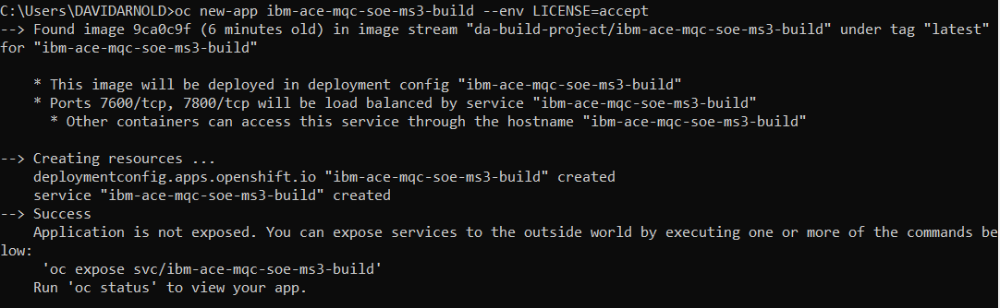 C:\Users\DAVIDARNOLD>oc new-app ibm-ace-mqc-soe-ms3-build --env LICENSE=accept
--> Found image 9ca0c9f (6 minutes old) in image stream "da-build-project/ibm-ace-mqc-soe-ms3-build" under tag "latest"
for "ibm-ace-mqc-soe-ms3-build"

    * This image will be deployed in deployment config "ibm-ace-mqc-soe-ms3-build"
    * Ports 7600/tcp, 7800/tcp will be load balanced by service "ibm-ace-mqc-soe-ms3-build"
      * Other containers can access this service through the hostname "ibm-ace-mqc-soe-ms3-build"

--> Creating resources ...
    deploymentconfig.apps.openshift.io "ibm-ace-mqc-soe-ms3-build" created
    service "ibm-ace-mqc-soe-ms3-build" created
--> Success
    Application is not exposed. You can expose services to the outside world by executing one or more of the commands be
low:
     'oc expose svc/ibm-ace-mqc-soe-ms3-build'
    Run 'oc status' to view your app.